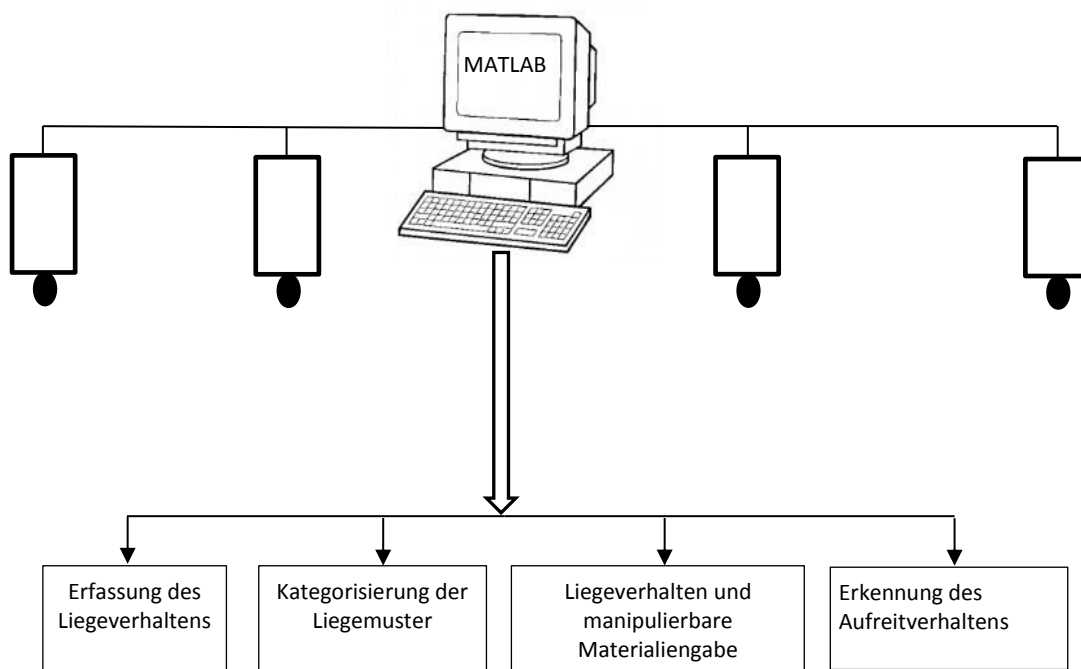 MATLAB
Erfassung des
Liegeverhaltens
Kategorisierung der
Liegemuster
Liegeverhalten und
manipulierbare
Materialiengabe
Erkennung des
Aufreitverhaltens